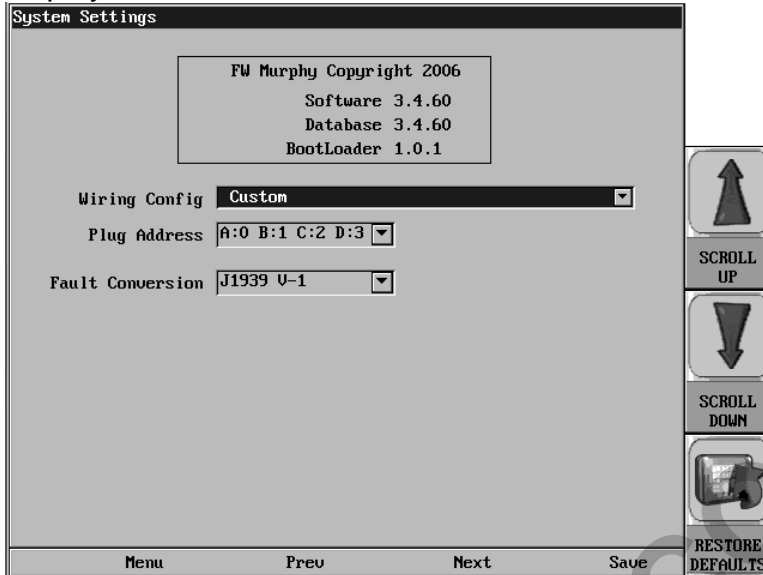 System Settings
FW Murphy Copyright 2006
Software 3.4.60
Database 3.4.60
BootLoader 1.0.1
Wiring Config Custom
Plug Address A:0 B:1 C:2 D:3
Fault Conversion J1939 V-1
SCROLL
UP
SCROLL
DOWN
RESTORE
DEFAULTS
Menu Prev Next Save